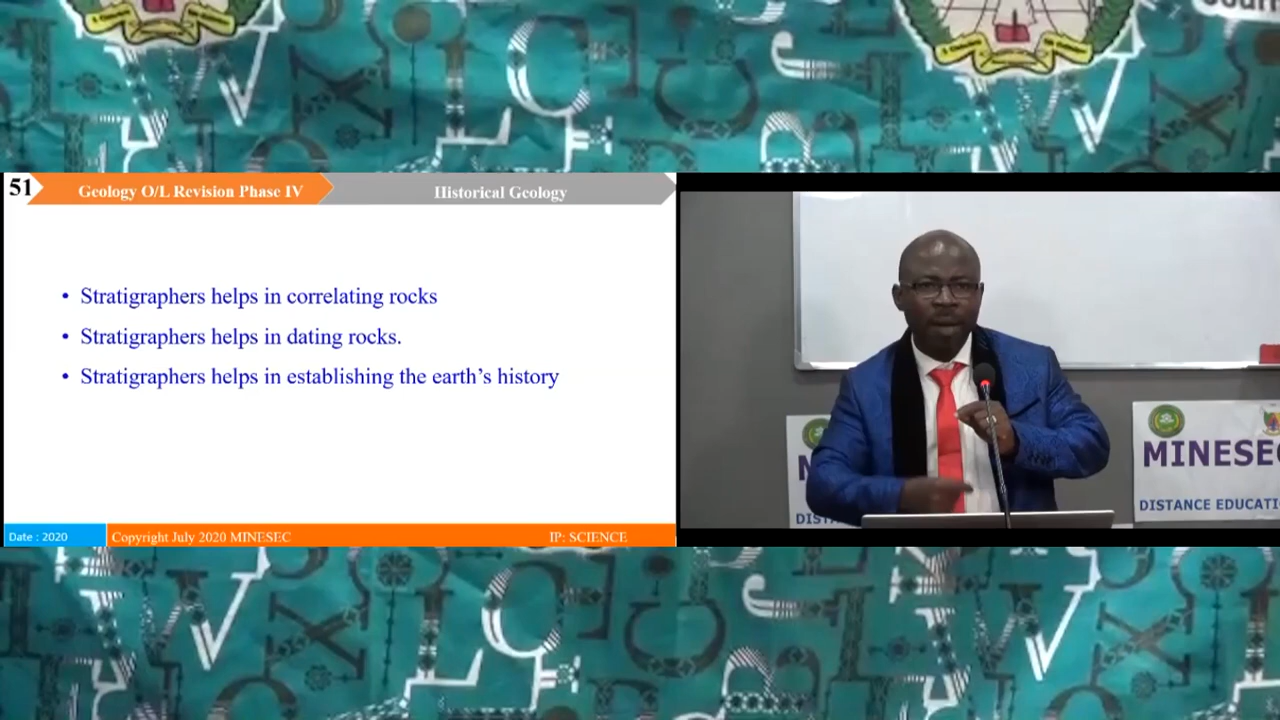 51
Geology O/L Revision Phase IV
Historical Geology
• Stratigraphers helps in correlating rocks
• Stratigraphers helps in dating rocks.
• Stratigraphers helps in establishing the earth's history
Date : 2020
Copyright July 2020 MINESEC
IP: SCIENCE
MINESEC
DISTANCE EDUCATI